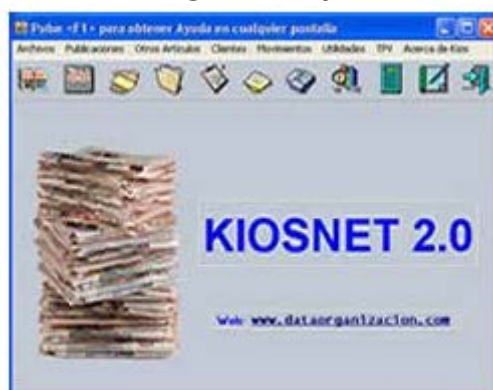 Pulse <F1> para obtener Ayuda en cualquier pantalla
Archivos Publicaciones Otros Artículos Clientes Movimientos Utilidades TPV Acerca de Kios
KIOSNET 2.0
Web: www.dataorganizacion.com